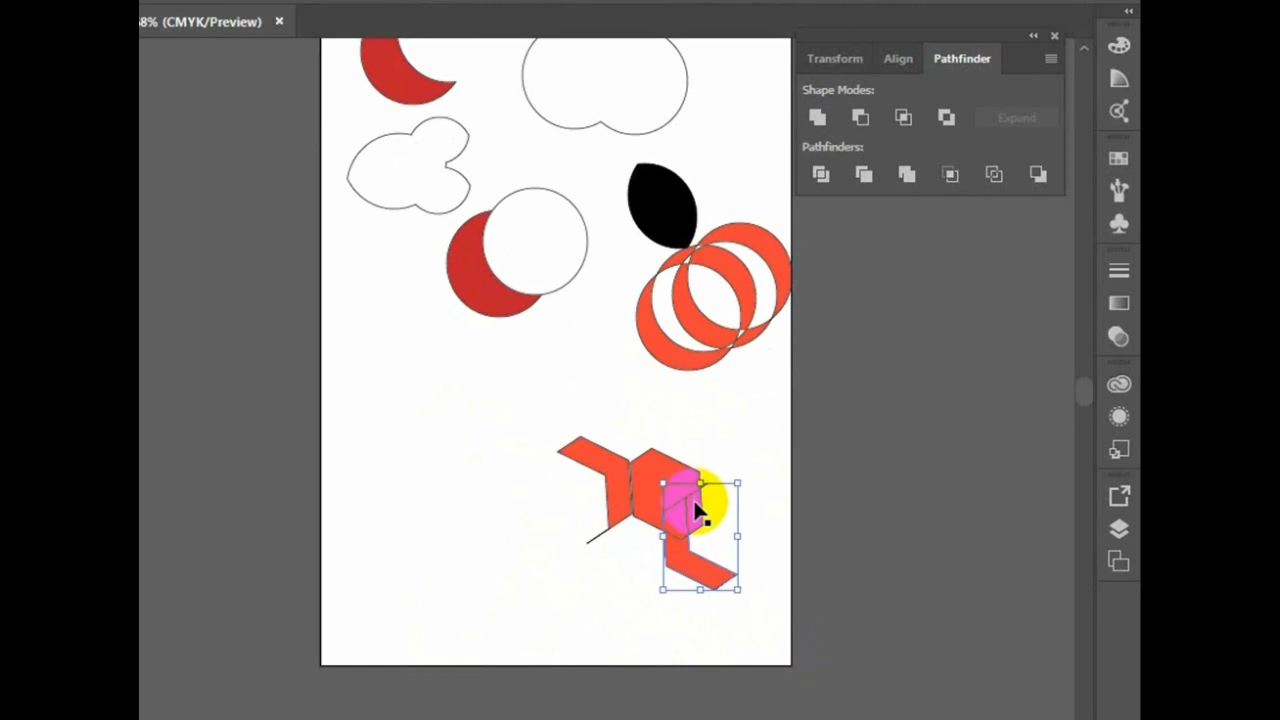 8% (CMYK/Preview) ×
Transform Align Pathfinder
Shape Modes:
Expand
Pathfinders: